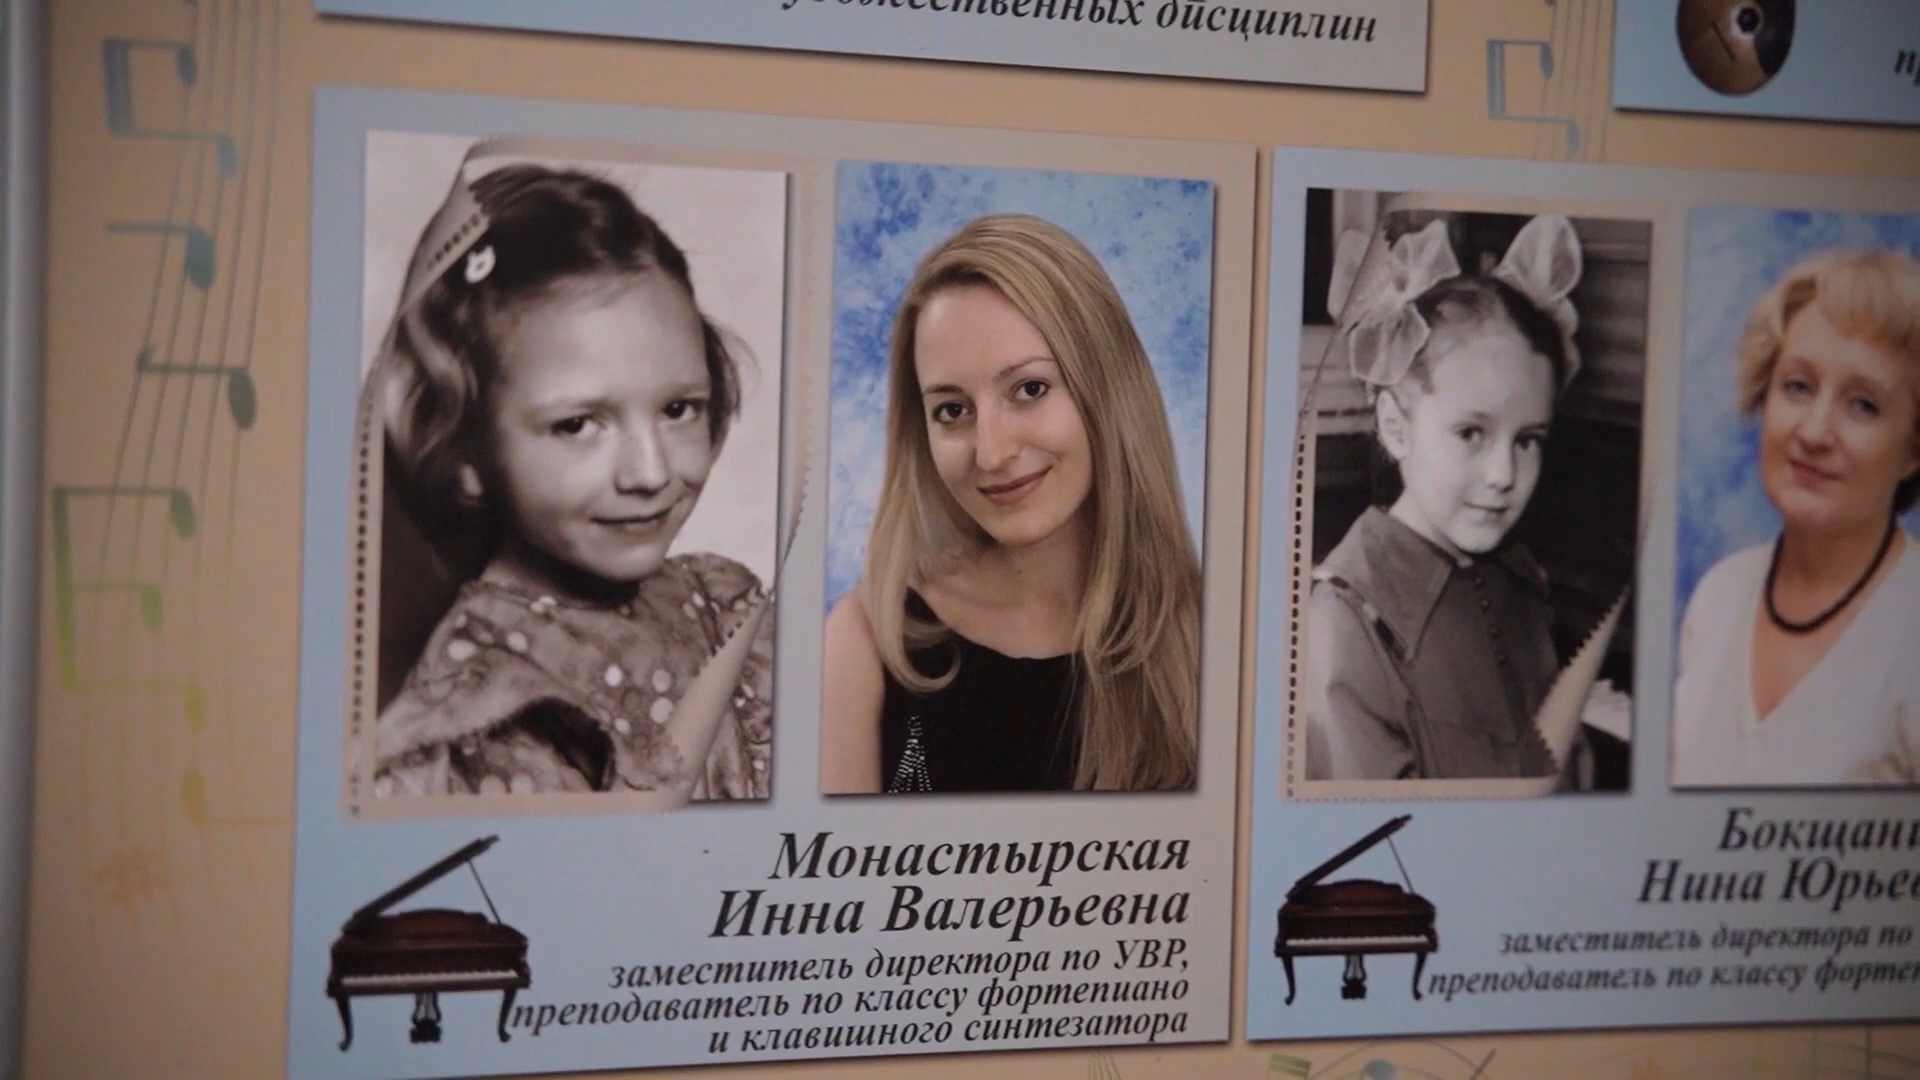 дисциплин
Монастырская
Инна Валерьевна
заместитель директора по УВР,
преподаватель по классу фортепиано
и клавишного синтезатора
Нина
заместитель директора по
преподаватель по классу